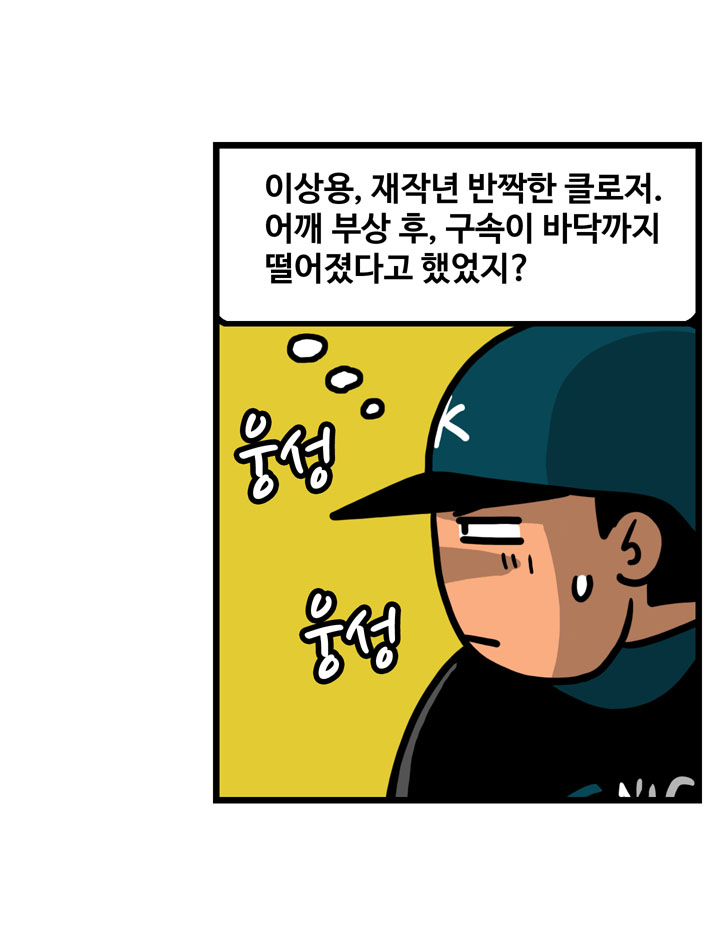 이상용, 재작년 반짝한 클로저.
어깨 부상 후, 구속이 바닥까지
떨어졌다고 했었지?
웅성
K
웅성